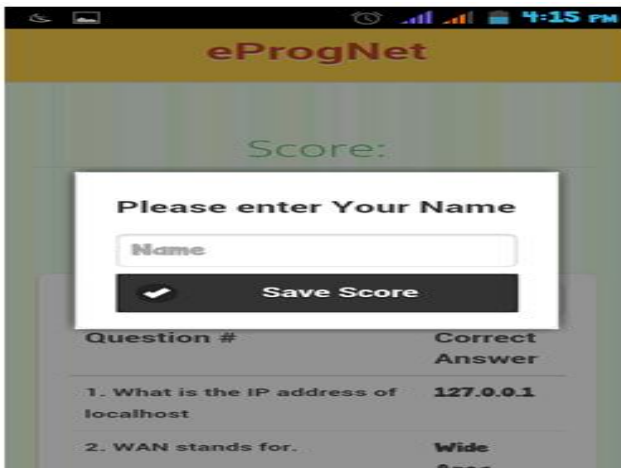 4:15 PM
eProgNet
Score:
Please enter Your Name
Name
Save Score
Question #
Correct
Answer
1. What is the IP address of
localhost
127.0.0.1
2. WAN stands for.
Wide